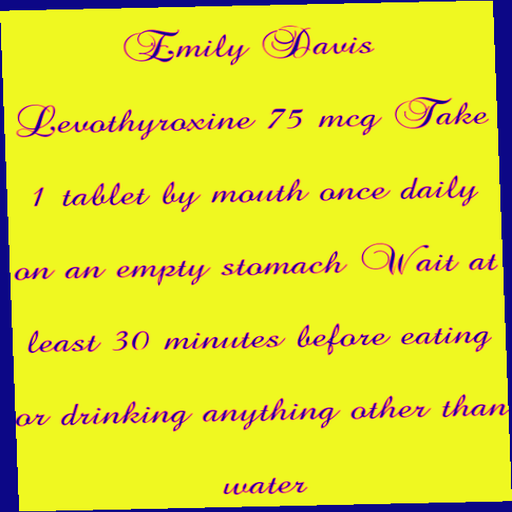 Emily Davis
Levothyroxine 75 mcg Take
1 tablet by mouth once daily
on an empty stomach Wait at
least 30 minutes before eating
or drinking anything other than
water